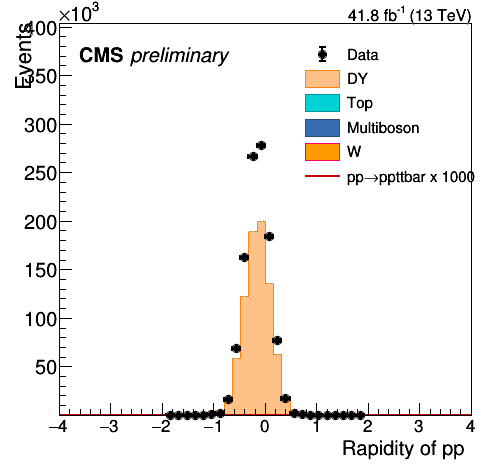 ×10³
41.8 fb⁻¹ (13 TeV)
Events
CMS preliminary
Data
DY
Top
Multiboson
W
pp→ppttbar x 1000
400
350
300
250
200
150
100
50
−4 −3 −2 −1 0 1 2 3 4
Rapidity of pp